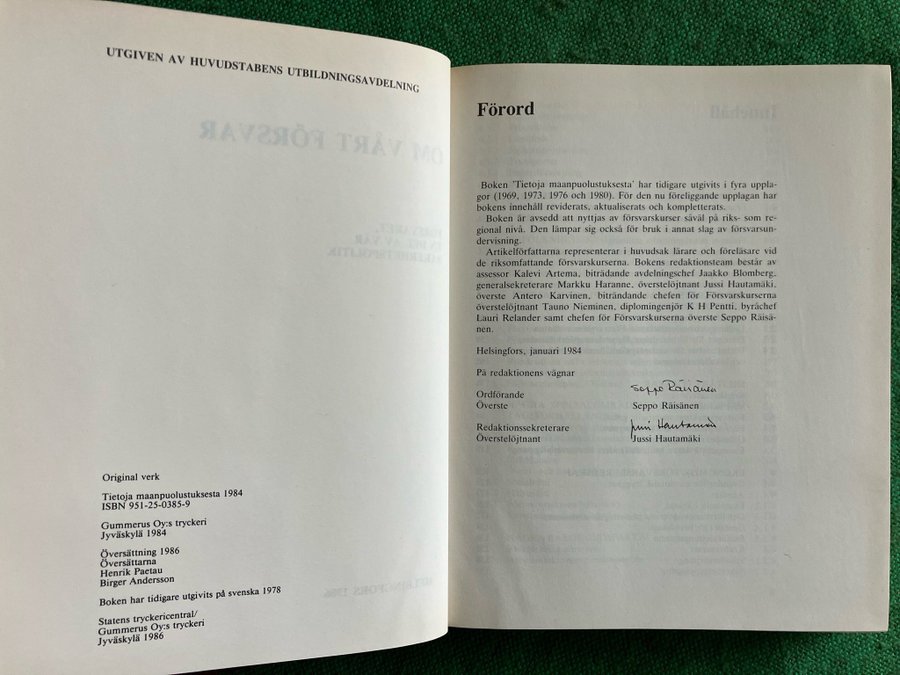 UTGIVEN AV HUVUDSTABENS UTBILDNINGSAVDELNING
OM VÅRT FÖRSVAR
HELSINGFORS 1986
Original verk
Tietoja maanpuolustuksesta 1984
ISBN 951-25-0385-9
Gummerus Oy:s tryckeri
Jyväskylä 1984
Översättning 1986
Översättarna
Henrik Paetau
Birger Andersson
Boken har tidigare utgivits på svenska 1978
Statens tryckericentral/
Gummerus Oy:s tryckeri
Jyväskylä 1986
Innehåll
Förord
Boken 'Tietoja maanpuolustuksesta' har tidigare utgivits i fyra uppla-
gor (1969, 1973, 1976 och 1980). För den nu föreliggande upplagan har
bokens innehåll reviderats, aktualiserats och kompletterats.
Boken är avsedd att nyttjas av försvarskurser såväl på riks- som re-
gional nivå. Den lämpar sig också för bruk i annat slag av försvarsun-
dervisning.
Artikelförfattarna representerar i huvudsak lärare och föreläsare vid
de riksomfattande försvarskurserna. Bokens redaktionsteam består av
assessor Kalevi Artema, biträdande avdelningschef Jaakko Blomberg,
generalsekreterare Markku Haranne, överstelöjtnant Jussi Hautamäki,
överste Antero Karvinen, biträndande chefen för Försvarskurserna
överstelöjtnant Tauno Nieminen, diplomingenjör K H Pentti, byråchef
Lauri Relander samt chefen för Försvarskurserna överste Seppo Räisä-
nen.
Helsingfors, januari 1984
På redaktionens vägnar
Seppo Räisänen
Ordförande
Överste Seppo Räisänen
Jussi Hautamäki
Redaktionssekreterare
Överstelöjtnant Jussi Hautamäki